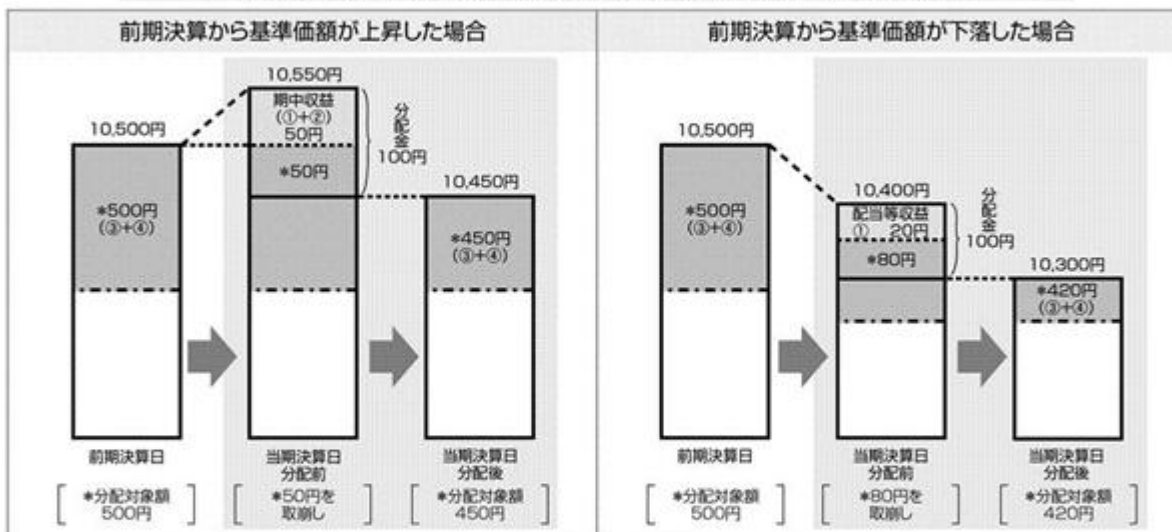 前期決算から基準価額が上昇した場合
10,500円
*500円
(③+④)
10,550円
期中収益
(①+②)
50円
*50円
分配金
100円
10,450円
*450円
(③+④)
前期決算日
当期決算日
分配前
当期決算日
分配後
*分配対象額
500円
*50円を
取崩し
*分配対象額
450円
前期決算から基準価額が下落した場合
10,500円
*500円
(③+④)
10,400円
配当等収益
① 20円
*80円
分配金
100円
10,300円
*420円
(③+④)
前期決算日
当期決算日
分配前
当期決算日
分配後
*分配対象額
500円
*80円を
取崩し
*分配対象額
420円